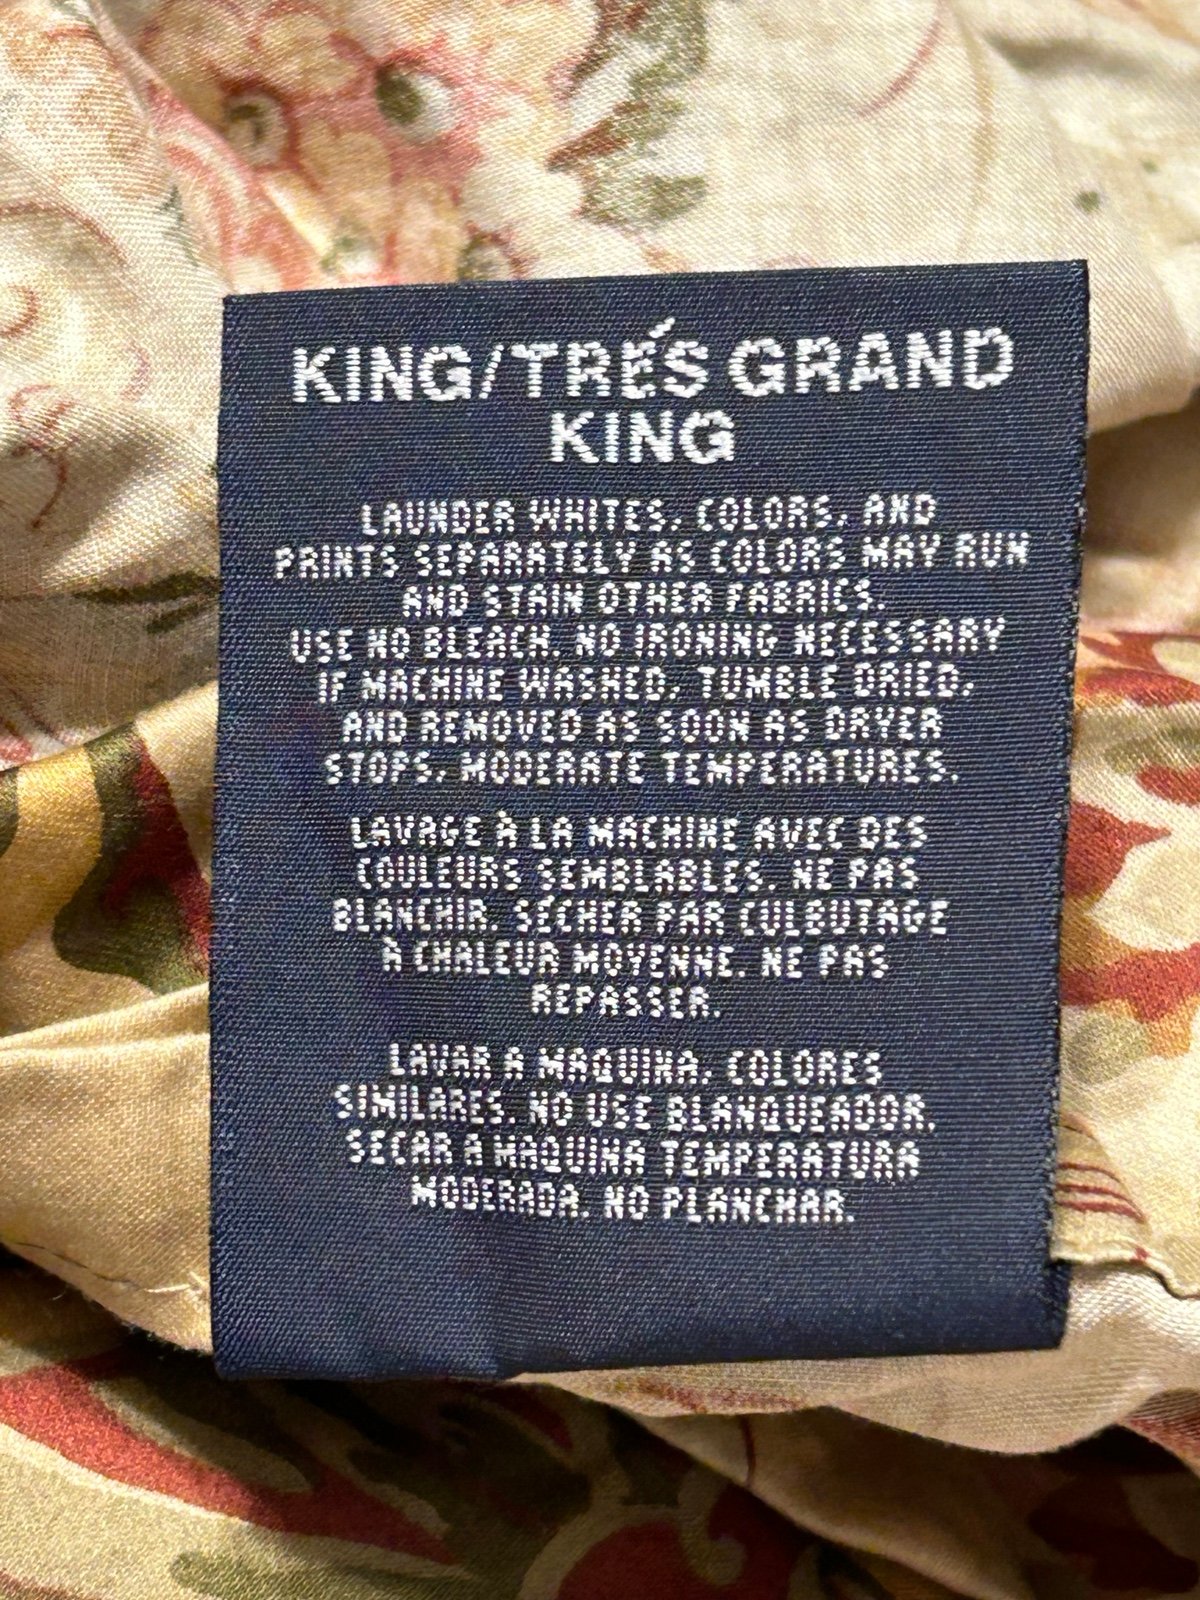 KING/TRÉS GRAND
KING
LAUNDER WHITES, COLORS, AND
PRINTS SEPARATELY AS COLORS MAY RUN
AND STAIN OTHER FABRICS.
USE NO BLEACH. NO IRONING NECESSARY
IF MACHINE WASHED, TUMBLE DRIED,
AND REMOVED AS SOON AS DRYER
STOPS. MODERATE TEMPERATURES.
LAVAGE À LA MACHINE AVEC DES
COULEURS SEMBLABLES. NE PAS
BLANCHIR. SÉCHER PAR CULBUTAGE
À CHALEUR MOYENNE. NE PAS
REPASSER.
LAVAR A MAQUINA. COLORES
SIMILARES. NO USE BLANQUEADOR.
SECAR A MAQUINA TEMPERATURA
MODERADA. NO PLANCHAR.